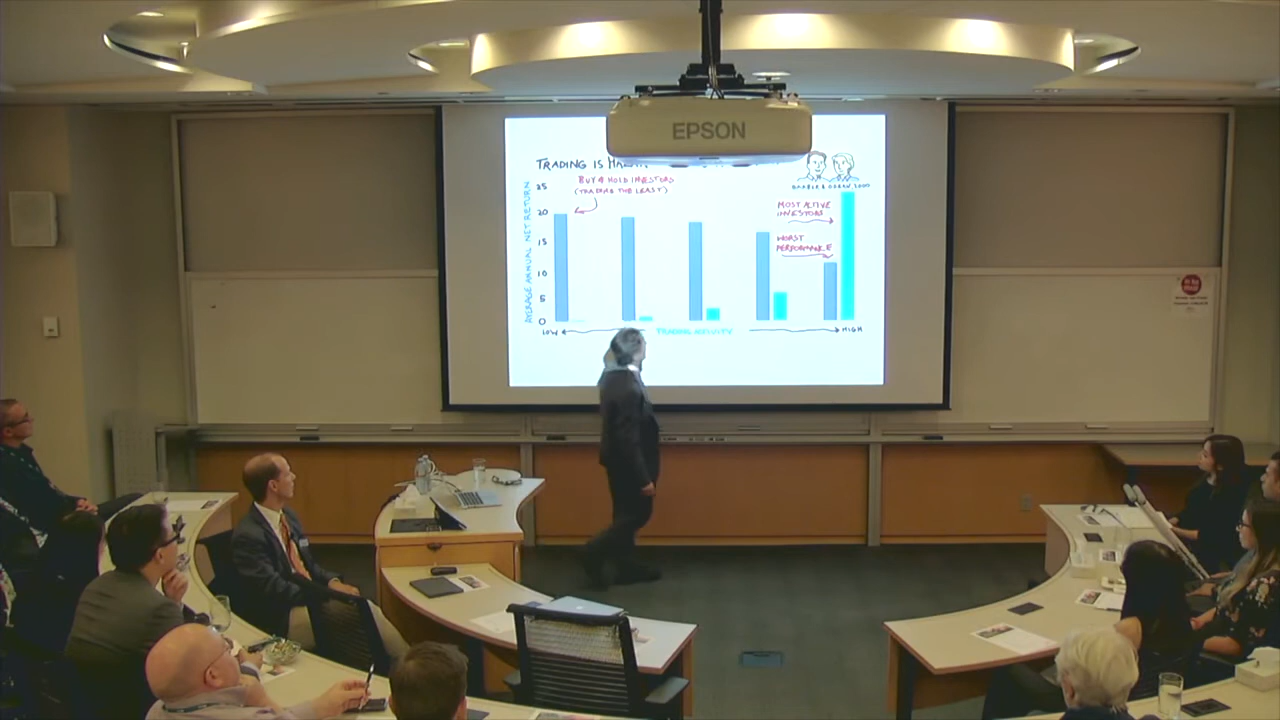 EPSON
TRADING IS
BUY & HOLD INVESTORS
(TRADING THE LEAST)
BARBER & ODEAN 2000
AVERAGE ANNUAL NET RETURN
25
20
15
10
5
0
MOST ACTIVE
INVESTORS
WORST
PERFORMANCE
LOW
TRADING ACTIVITY
HIGH